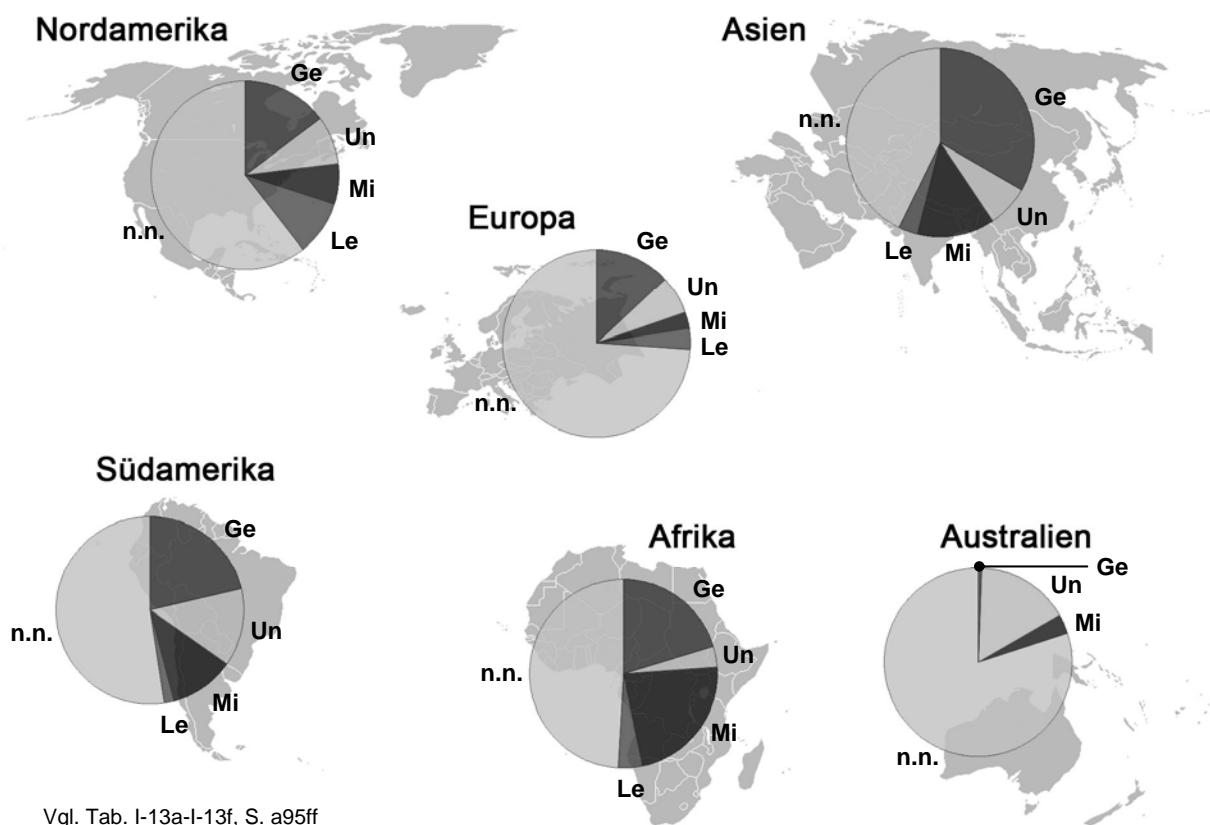 Nordamerika
Ge
Un
Mi
Le
n.n.
Asien
Ge
Un
Mi
Le
n.n.
Europa
Ge
Un
Mi
Le
n.n.
Südamerika
Ge
Un
Mi
Le
n.n.
Afrika
Ge
Un
Mi
Le
n.n.
Australien
Ge
Un
Mi
n.n.
Vgl. Tab. I-13a-I-13f, S. a95ff